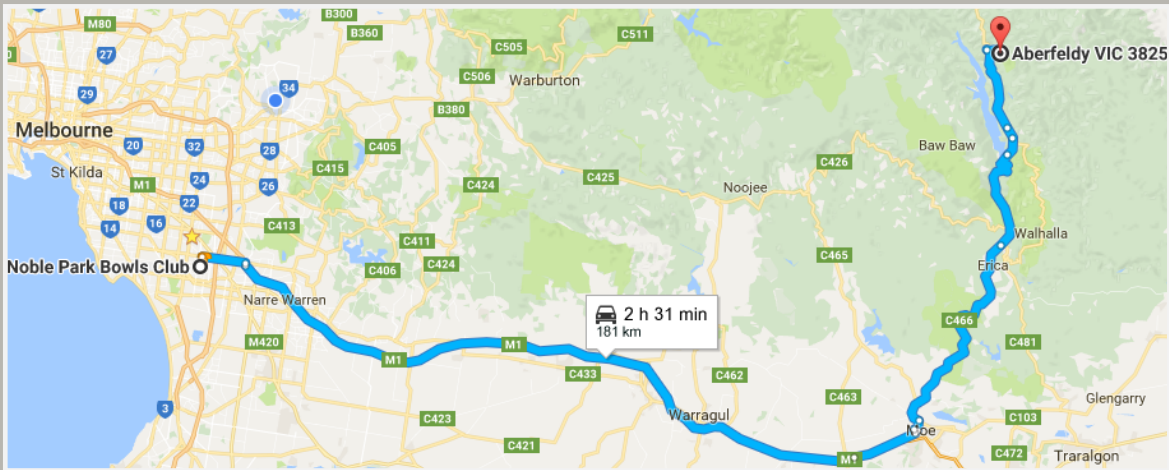 M80
B300
B360
C511
C505
27
C506
Warburton
Aberfeldy VIC 3825
34
29
B380
Melbourne
20
32
28
C405
Baw Baw
St Kilda
C415
C426
M1
24
26
C424
C425
Noojee
18
22
14
16
C413
Walhalla
C411
C465
Noble Park Bowls Club
C406
C424
Erica
Narre Warren
2 h 31 min
181 km
C466
M420
M1
M1
C481
C433
C462
3
C463
Glengarry
C423
Warragul
C103
Moe
C421
M1
C472
Traralgon